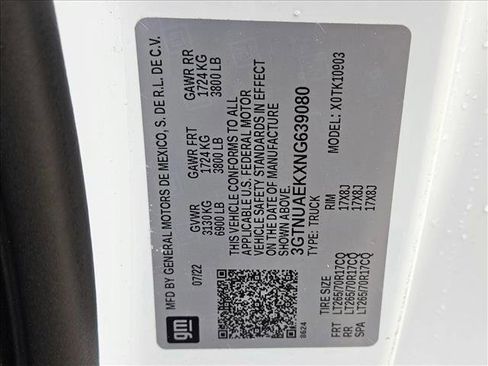 MFD BY GENERAL MOTORS DE MEXICO, S. DE R.L. DE C.V.
07/22
GVWR
3130 KG
6900 LB
GAWR FRT
1724 KG
3800 LB
GAWR RR
1724 KG
3800 LB
THIS VEHICLE CONFORMS TO ALL
APPLICABLE U.S. FEDERAL MOTOR
VEHICLE SAFETY STANDARDS IN EFFECT
ON THE DATE OF MANUFACTURE
SHOWN ABOVE.
3GTNUAEKXNG639080
TYPE: TRUCK
MODEL: X0TK10903
gm
8624
TIRE SIZE
RIM
FRT LT265/70R17CQ 17X8J
RR LT265/70R17CQ 17X8J
SPA LT265/70R17CQ 17X8J